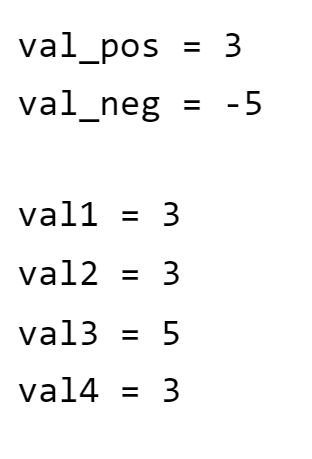 val_pos = 3
val_neg = -5
val1 = 3
val2 = 3
val3 = 5
val4 = 3